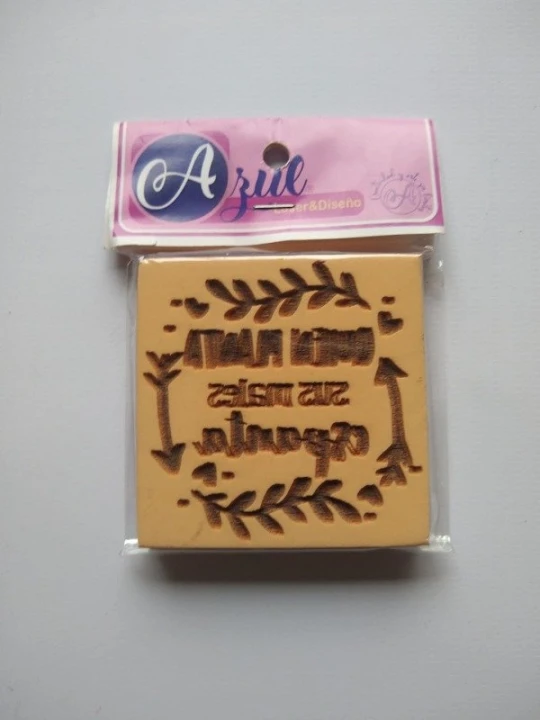 Azul
Laser&Diseño
QUIEN PLANTA
sus males
espanta